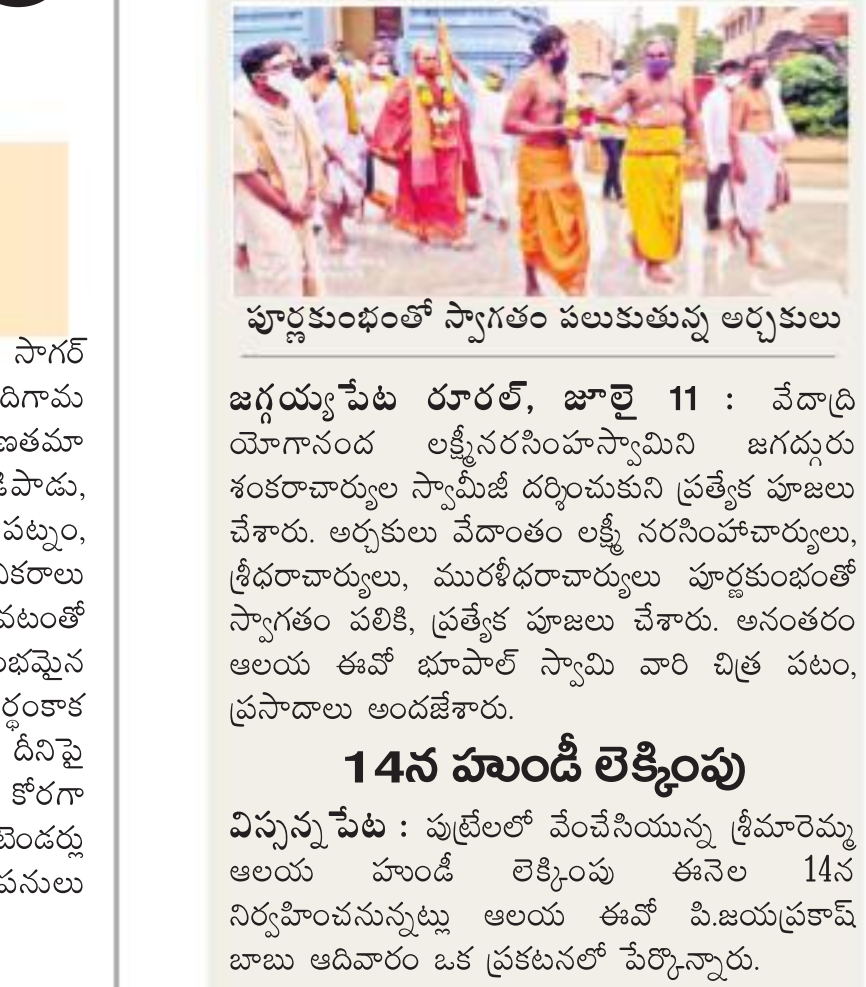 సాగర్
దిగామ
ణతమా
డిపాడు,
పట్నం,
నికరాలు
వటంతో
ంభమైన
ర్థంకాక
దీనిపై
కోరగా
టెండర్లు
పనులు
పూర్ణకుంభంతో స్వాగతం పలుకుతున్న అర్చకులు
జగ్గయ్యపేట రూరల్, జూలై 11 : వేదాద్రి
యోగానంద లక్ష్మీనరసింహస్వామిని జగద్గురు
శంకరాచార్యుల స్వామీజీ దర్శించుకుని ప్రత్యేక పూజలు
చేశారు. అర్చకులు వేదాంతం లక్ష్మీ నరసింహాచార్యులు,
శ్రీధరాచార్యులు, మురళీధరాచార్యులు పూర్ణకుంభంతో
స్వాగతం పలికి, ప్రత్యేక పూజలు చేశారు. అనంతరం
ఆలయ ఈవో భూపాల్ స్వామి వారి చిత్ర పటం,
ప్రసాదాలు అందజేశారు.
14న హుండీ లెక్కింపు
విస్సన్నపేట : పుట్రేలలో వేంచేసియున్న శ్రీమారెమ్మ
ఆలయ హుండీ లెక్కింపు ఈనెల 14న
నిర్వహించనున్నట్లు ఆలయ ఈవో పి.జయప్రకాష్
బాబు ఆదివారం ఒక ప్రకటనలో పేర్కొన్నారు.